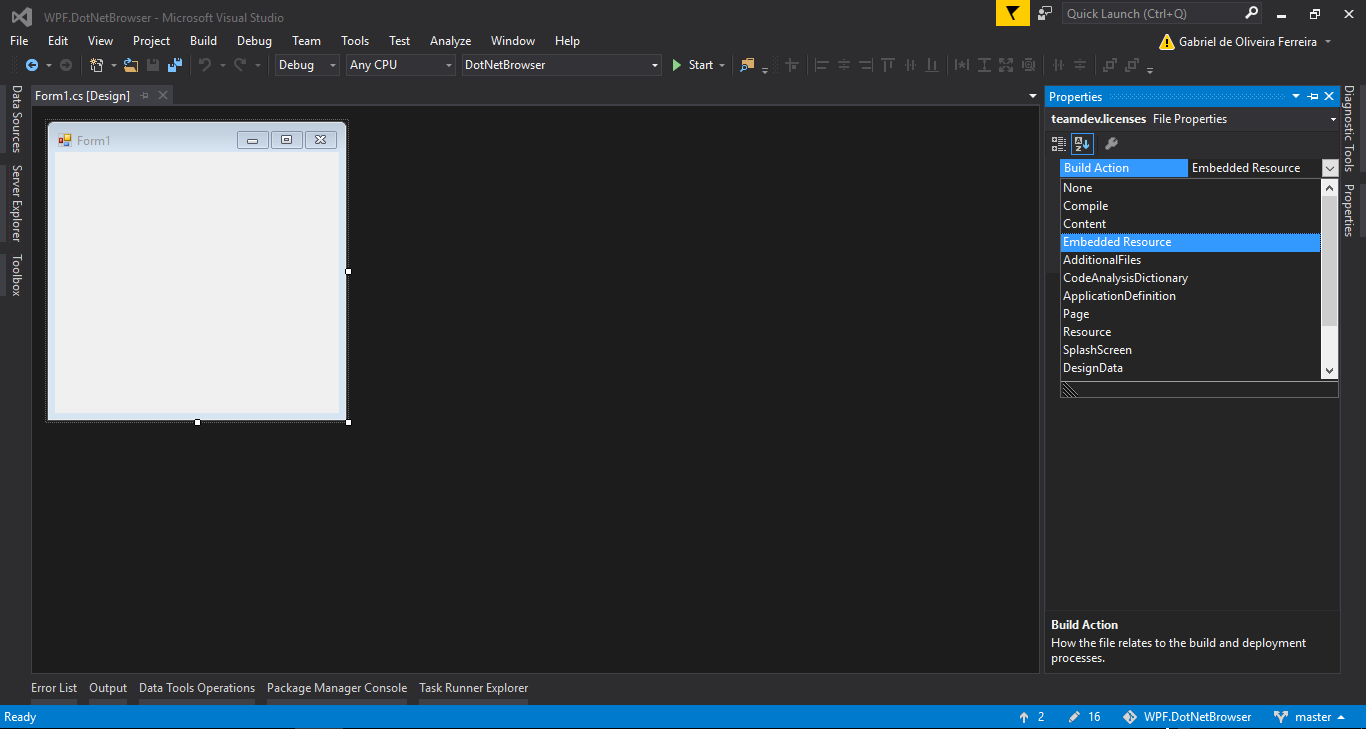 WPF.DotNetBrowser - Microsoft Visual Studio
Quick Launch (Ctrl+Q)
File Edit View Project Build Debug Team Tools Test Analyze Window Help
Gabriel de Oliveira Ferreira
Debug Any CPU DotNetBrowser Start
Data Sources
Server Explorer
Toolbox
Form1.cs [Design]
Form1
Properties
teamdev.licenses File Properties
Build Action Embedded Resource
None
Compile
Content
Embedded Resource
AdditionalFiles
CodeAnalysisDictionary
ApplicationDefinition
Page
Resource
SplashScreen
DesignData
Build Action
How the file relates to the build and deployment
processes.
Diagnostic Tools
Properties
Error List Output Data Tools Operations Package Manager Console Task Runner Explorer
Ready 2 16 WPF.DotNetBrowser master